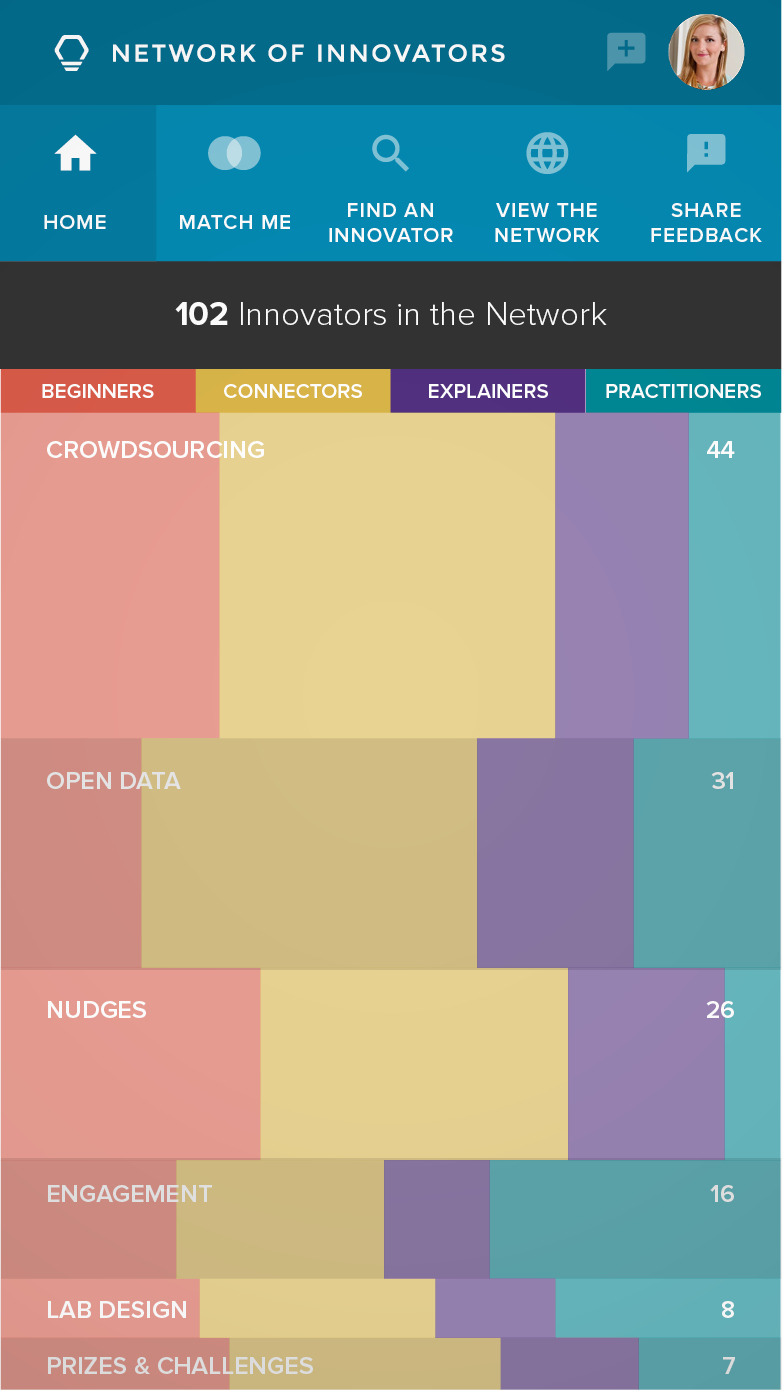 NETWORK OF INNOVATORS
HOME
MATCH ME
FIND AN
INNOVATOR
VIEW THE
NETWORK
SHARE
FEEDBACK
102 Innovators in the Network
BEGINNERS CONNECTORS EXPLAINERS PRACTITIONERS
CROWDSOURCING 44
OPEN DATA 31
NUDGES 26
ENGAGEMENT 16
LAB DESIGN 8
PRIZES & CHALLENGES 7